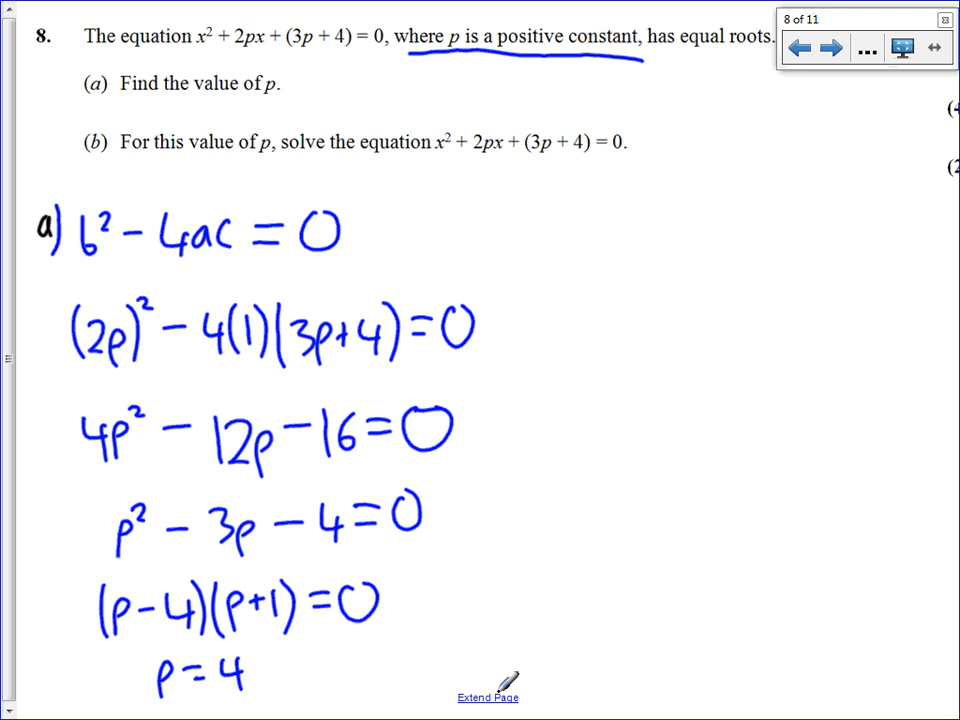 8 of 11
8. The equation x² + 2px + (3p + 4) = 0, where p is a positive constant, has equal roots.
(a) Find the value of p.
(4
(b) For this value of p, solve the equation x² + 2px + (3p + 4) = 0.
(2
a) b² - 4ac = 0
(2p)² - 4(1)(3p+4) = 0
4p² - 12p - 16 = 0
p² - 3p - 4 = 0
(p - 4)(p+1) = 0
p = 4
Extend Page